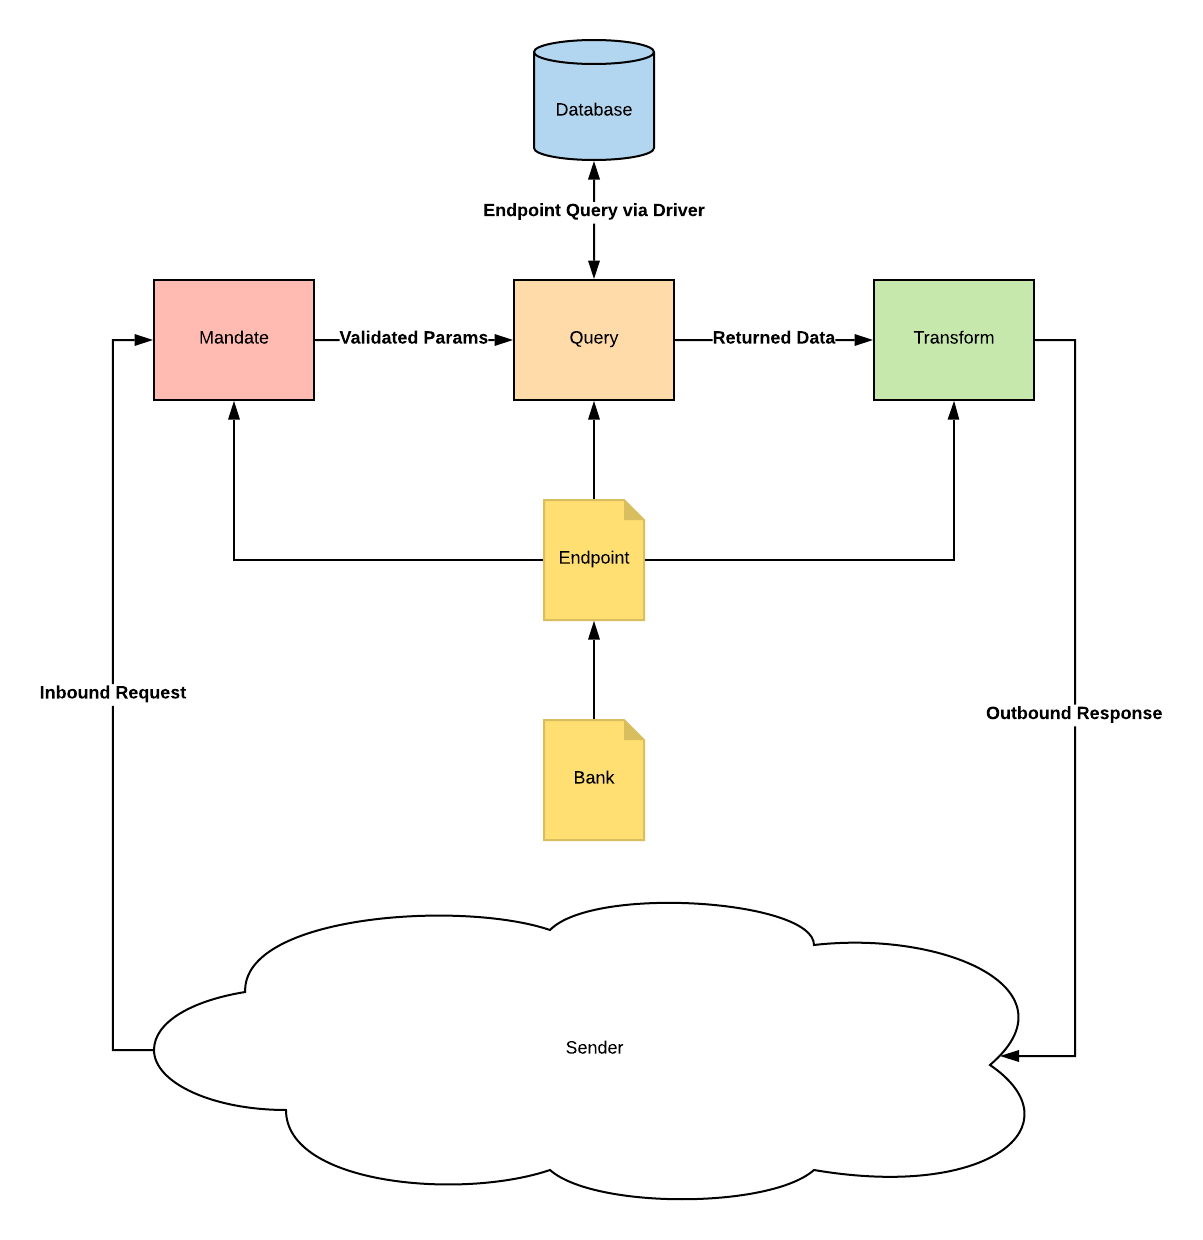 Database
Endpoint Query via Driver
Mandate
Validated Params
Query
Returned Data
Transform
Endpoint
Inbound Request
Outbound Response
Bank
Sender